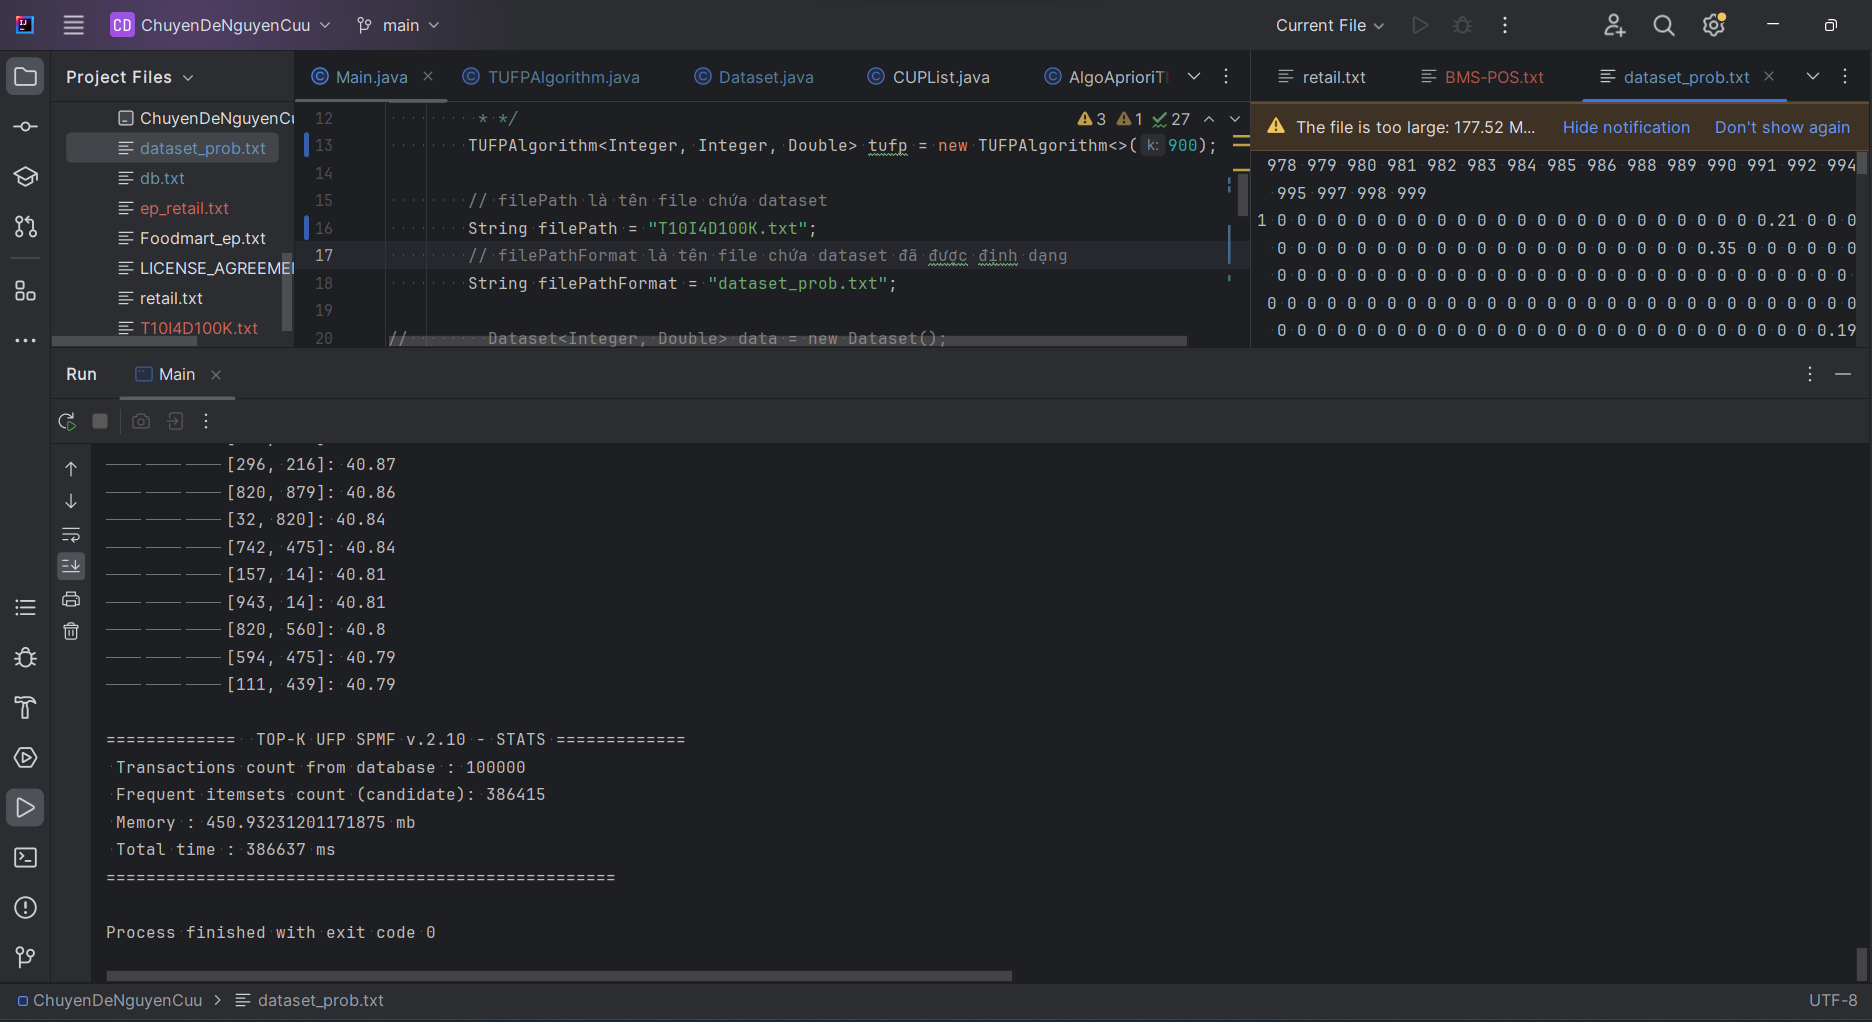 CD ChuyenDeNguyenCuu main Current File
Project Files
Main.java TUFPAlgorithm.java Dataset.java CUPList.java AlgoAprioriTI
retail.txt BMS-POS.txt dataset_prob.txt
ChuyenDeNguyenCu
dataset_prob.txt
db.txt
ep_retail.txt
Foodmart_ep.txt
LICENSE_AGREEME
retail.txt
T10I4D100K.txt
3 1 27
12 * */
13 TUFPAlgorithm<Integer, Integer, Double> tufp = new TUFPAlgorithm<>( k: 900);
14
15 // filePath là tên file chứa dataset
16 String filePath = "T10I4D100K.txt";
17 // filePathFormat là tên file chứa dataset đã được định dạng
18 String filePathFormat = "dataset_prob.txt";
19
20 // Dataset<Integer, Double> data = new Dataset();
The file is too large: 177.52 M... Hide notification Don't show again
978 979 980 981 982 983 984 985 986 988 989 990 991 992 994
995 997 998 999
1 0 0 0 0 0 0 0 0 0 0 0 0 0 0 0 0 0 0 0 0 0 0 0 0 0.21 0 0 0
0 0 0 0 0 0 0 0 0 0 0 0 0 0 0 0 0 0 0 0 0 0 0.35 0 0 0 0 0 0
0 0 0 0 0 0 0 0 0 0 0 0 0 0 0 0 0 0 0 0 0 0 0 0 0 0 0 0 0
0 0 0 0 0 0 0 0 0 0 0 0 0 0 0 0 0 0 0 0 0 0 0 0 0 0 0 0 0 0
0 0 0 0 0 0 0 0 0 0 0 0 0 0 0 0 0 0 0 0 0 0 0 0 0 0 0 0.19
Run Main
[296, 216]: 40.87
[820, 879]: 40.86
[32, 820]: 40.84
[742, 475]: 40.84
[157, 14]: 40.81
[943, 14]: 40.81
[820, 560]: 40.8
[594, 475]: 40.79
[111, 439]: 40.79
============= TOP-K UFP SPMF v.2.10 - STATS =============
Transactions count from database : 100000
Frequent itemsets count (candidate): 386415
Memory : 450.93231201171875 mb
Total time : 386637 ms
===================================================
Process finished with exit code 0
ChuyenDeNguyenCuu > dataset_prob.txt UTF-8